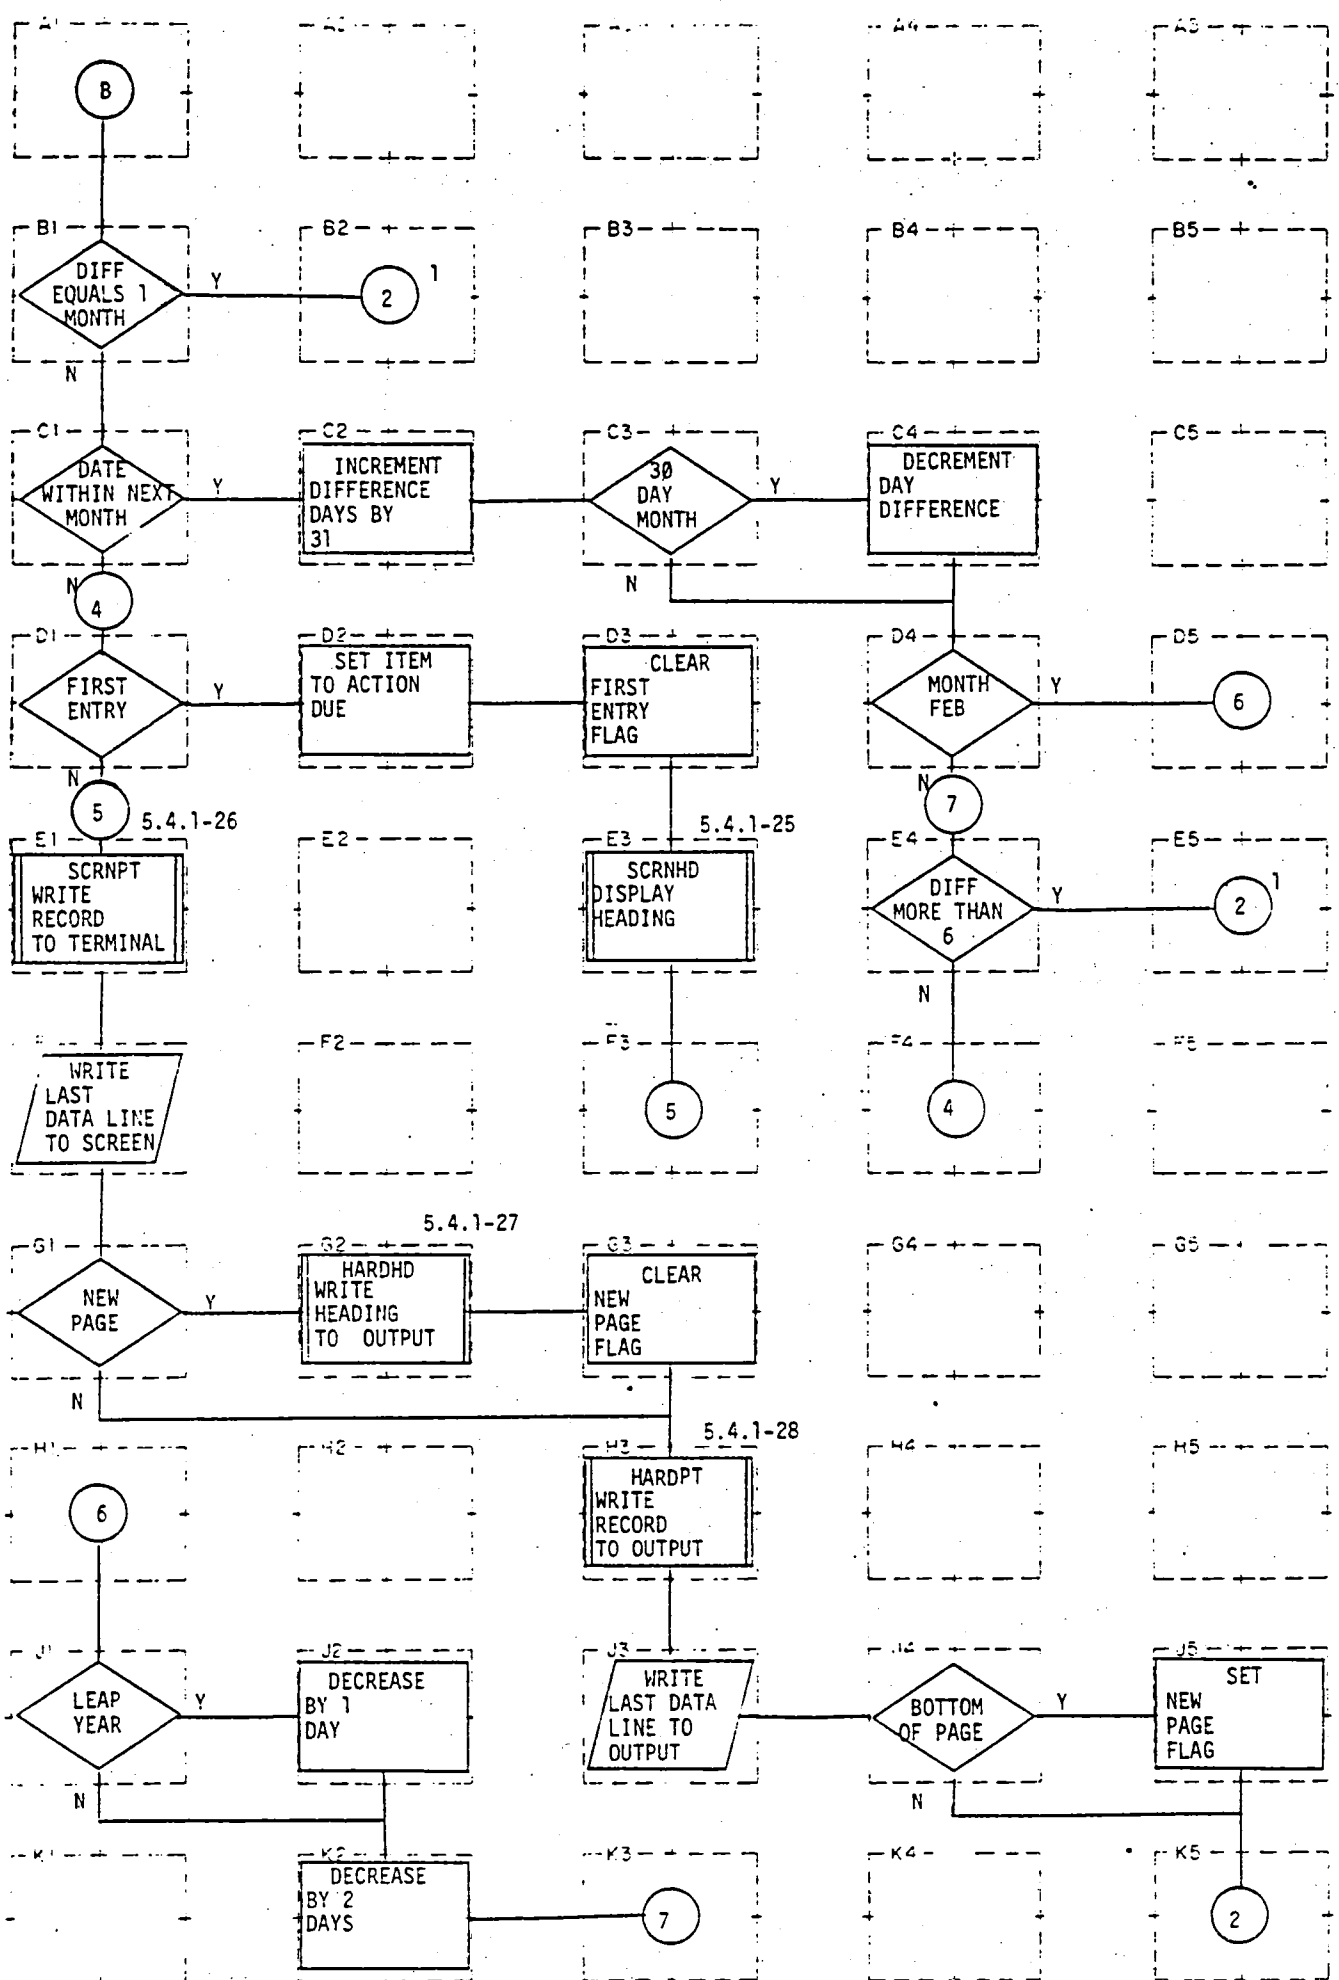 A1
A2
A4
A5
B
B1
B2
B3
B4
B5
DIFF
EQUALS 1
MONTH
Y
2
1
N
C1
C2
C3
C4
C5
DATE
WITHIN NEXT
MONTH
Y
INCREMENT
DIFFERENCE
DAYS BY
31
30
DAY
MONTH
Y
DECREMENT
DAY
DIFFERENCE
N
4
N
D1
D2
D3
D4
D5
FIRST
ENTRY
Y
SET ITEM
TO ACTION
DUE
CLEAR
FIRST
ENTRY
FLAG
MONTH
FEB
Y
6
N
5
5.4.1-26
5.4.1-25
N
7
E1
E2
E3
E4
E5
SCRNPT
WRITE
RECORD
TO TERMINAL
SCRNHD
DISPLAY
HEADING
DIFF
MORE THAN
6
Y
2
1
N
F2
F3
F4
F5
WRITE
LAST
DATA LINE
TO SCREEN
5
4
5.4.1-27
G1
G2
G3
G4
G5
NEW
PAGE
Y
HARDHD
WRITE
HEADING
TO OUTPUT
CLEAR
NEW
PAGE
FLAG
N
5.4.1-28
H1
H2
H3
H4
H5
6
HARDPT
WRITE
RECORD
TO OUTPUT
J1
J2
J3
J4
J5
LEAP
YEAR
Y
DECREASE
BY 1
DAY
WRITE
LAST DATA
LINE TO
OUTPUT
BOTTOM
OF PAGE
Y
SET
NEW
PAGE
FLAG
N
N
K1
K2
K3
K4
K5
DECREASE
BY 2
DAYS
7
2